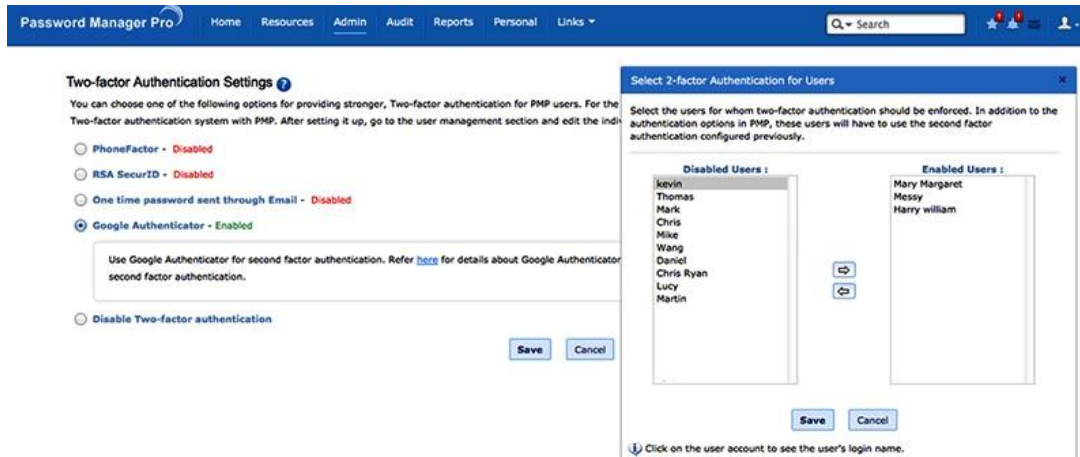 Password Manager Pro
Home Resources Admin Audit Reports Personal Links
Search
Two-factor Authentication Settings ?
You can choose one of the following options for providing stronger, Two-factor authentication for PMP users. For the
Two-factor authentication system with PMP. After setting it up, go to the user management section and edit the indi
PhoneFactor - Disabled
RSA SecurID - Disabled
One time password sent through Email - Disabled
Google Authenticator - Enabled
Use Google Authenticator for second factor authentication. Refer here for details about Google Authenticator
second factor authentication.
Disable Two-factor authentication
Save Cancel
Select 2-factor Authentication for Users
Select the users for whom two-factor authentication should be enforced. In addition to the
authentication options in PMP, these users will have to use the second factor
authentication configured previously.
Disabled Users :
kevin
Thomas
Mark
Chris
Mike
Wang
Daniel
Chris Ryan
Lucy
Martin
Enabled Users :
Mary Margaret
Messy
Harry william
Save Cancel
Click on the user account to see the user's login name.